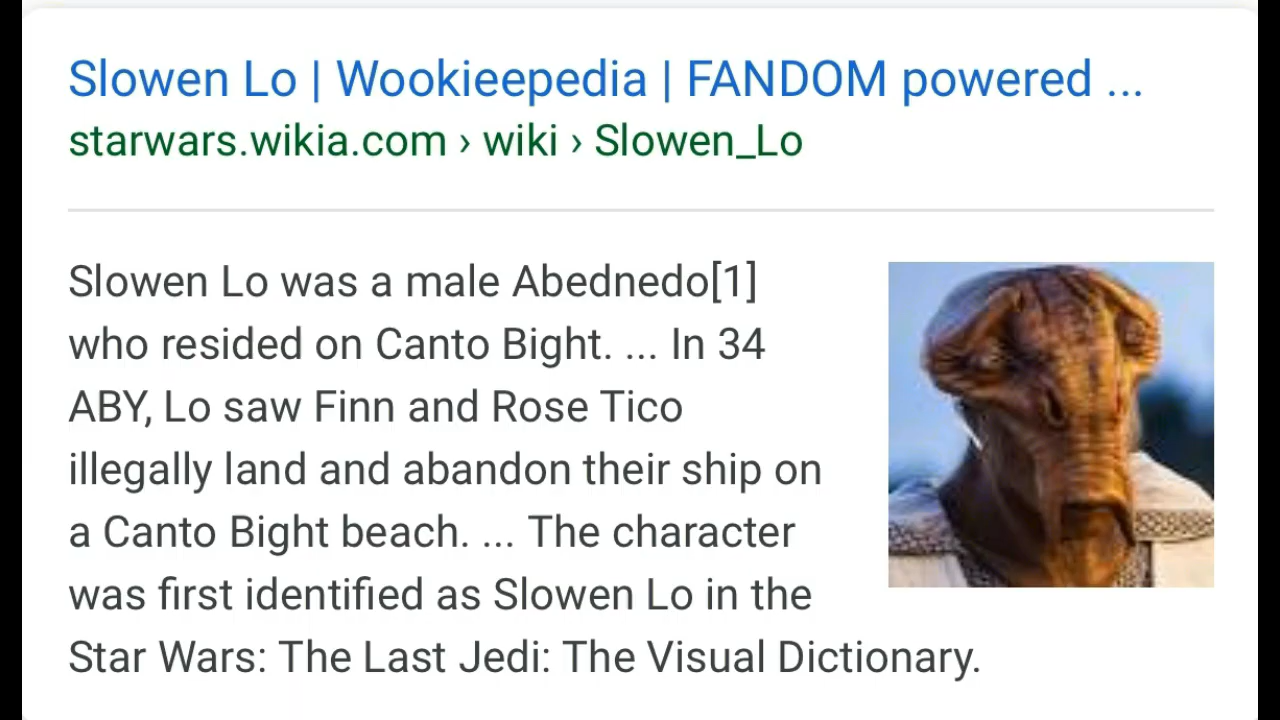 Slowen Lo | Wookieepedia | FANDOM powered ...
starwars.wikia.com › wiki › Slowen_Lo
Slowen Lo was a male Abednedo[1]
who resided on Canto Bight. ... In 34
ABY, Lo saw Finn and Rose Tico
illegally land and abandon their ship on
a Canto Bight beach. ... The character
was first identified as Slowen Lo in the
Star Wars: The Last Jedi: The Visual Dictionary.